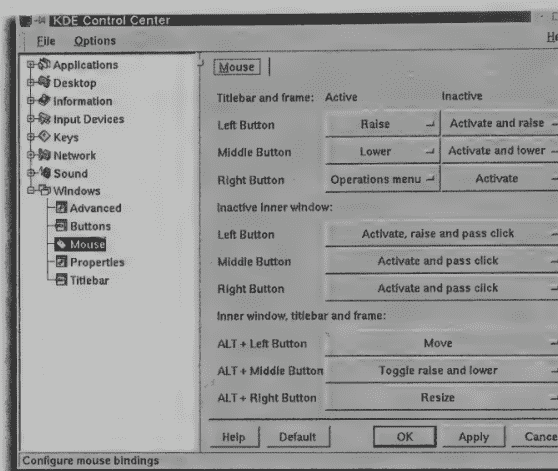 KDE Control Center
File Options
Applications
Desktop
Information
Input Devices
Keys
Network
Sound
Windows
Advanced
Buttons
Mouse
Properties
Titlebar
Mouse
Titlebar and frame: Active Inactive
Left Button Raise Activate and raise
Middle Button Lower Activate and lower
Right Button Operations menu Activate
Inactive inner window:
Left Button Activate, raise and pass click
Middle Button Activate and pass click
Right Button Activate and pass click
Inner window, titlebar and frame:
ALT + Left Button Move
ALT + Middle Button Toggle raise and lower
ALT + Right Button Resize
Help Default OK Apply Cance
Configure mouse bindings